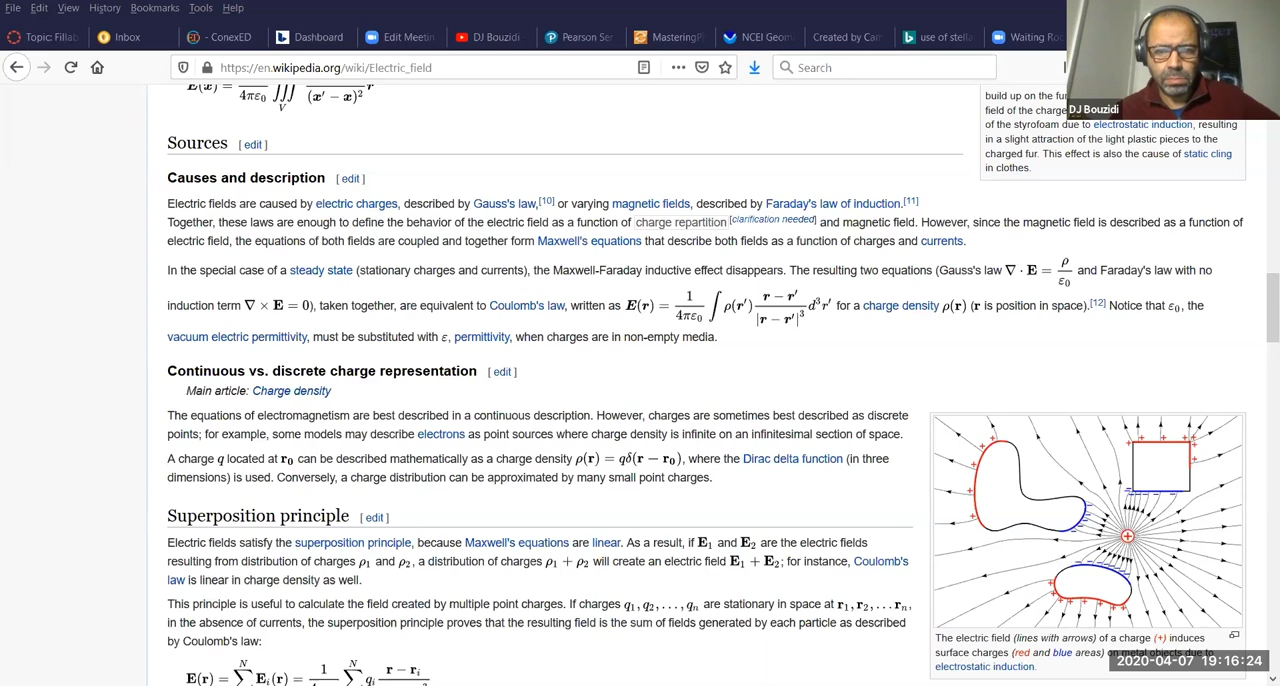 File Edit View History Bookmarks Tools Help
Topic: Fillab Inbox - ConexED Dashboard Edit Meetin DJ Bouzidi Pearson Ser MasteringP NCEI Geom Created by Cam use of stella Waiting Roo
https://en.wikipedia.org/wiki/Electric_field Search
E(x) = 1/4πε0 ∭V (x′ − x)² r̂
build up on the fur
field of the charge
DJ Bouzidi
of the styrofoam due to electrostatic induction, resulting
in a slight attraction of the light plastic pieces to the
charged fur. This effect is also the cause of static cling
in clothes.
Sources [ edit ]
Causes and description [ edit ]
Electric fields are caused by electric charges, described by Gauss's law,[10] or varying magnetic fields, described by Faraday's law of induction.[11]
Together, these laws are enough to define the behavior of the electric field as a function of charge repartition[clarification needed] and magnetic field. However, since the magnetic field is described as a function of
electric field, the equations of both fields are coupled and together form Maxwell's equations that describe both fields as a function of charges and currents.
In the special case of a steady state (stationary charges and currents), the Maxwell-Faraday inductive effect disappears. The resulting two equations (Gauss's law ∇ · E = ρ/ε0 and Faraday's law with no
induction term ∇ × E = 0), taken together, are equivalent to Coulomb's law, written as E(r) = 1/4πε0 ∫ ρ(r′) r − r′/|r − r′|³ d³r′ for a charge density ρ(r) (r is position in space).[12] Notice that ε0, the
vacuum electric permittivity, must be substituted with ε, permittivity, when charges are in non-empty media.
Continuous vs. discrete charge representation [ edit ]
Main article: Charge density
The equations of electromagnetism are best described in a continuous description. However, charges are sometimes best described as discrete
points; for example, some models may describe electrons as point sources where charge density is infinite on an infinitesimal section of space.
A charge q located at r0 can be described mathematically as a charge density ρ(r) = qδ(r − r0), where the Dirac delta function (in three
dimensions) is used. Conversely, a charge distribution can be approximated by many small point charges.
Superposition principle [ edit ]
Electric fields satisfy the superposition principle, because Maxwell's equations are linear. As a result, if E1 and E2 are the electric fields
resulting from distribution of charges ρ1 and ρ2, a distribution of charges ρ1 + ρ2 will create an electric field E1 + E2; for instance, Coulomb's
law is linear in charge density as well.
This principle is useful to calculate the field created by multiple point charges. If charges q1, q2, . . . , qn are stationary in space at r1, r2, . . . rn,
in the absence of currents, the superposition principle proves that the resulting field is the sum of fields generated by each particle as described
by Coulomb's law:
E(r) = ∑N Ei(r) = 1 ∑N qi r − ri
The electric field (lines with arrows) of a charge (+) induces
surface charges (red and blue areas) on metal objects due to
electrostatic induction.
2020-04-07 19:16:24